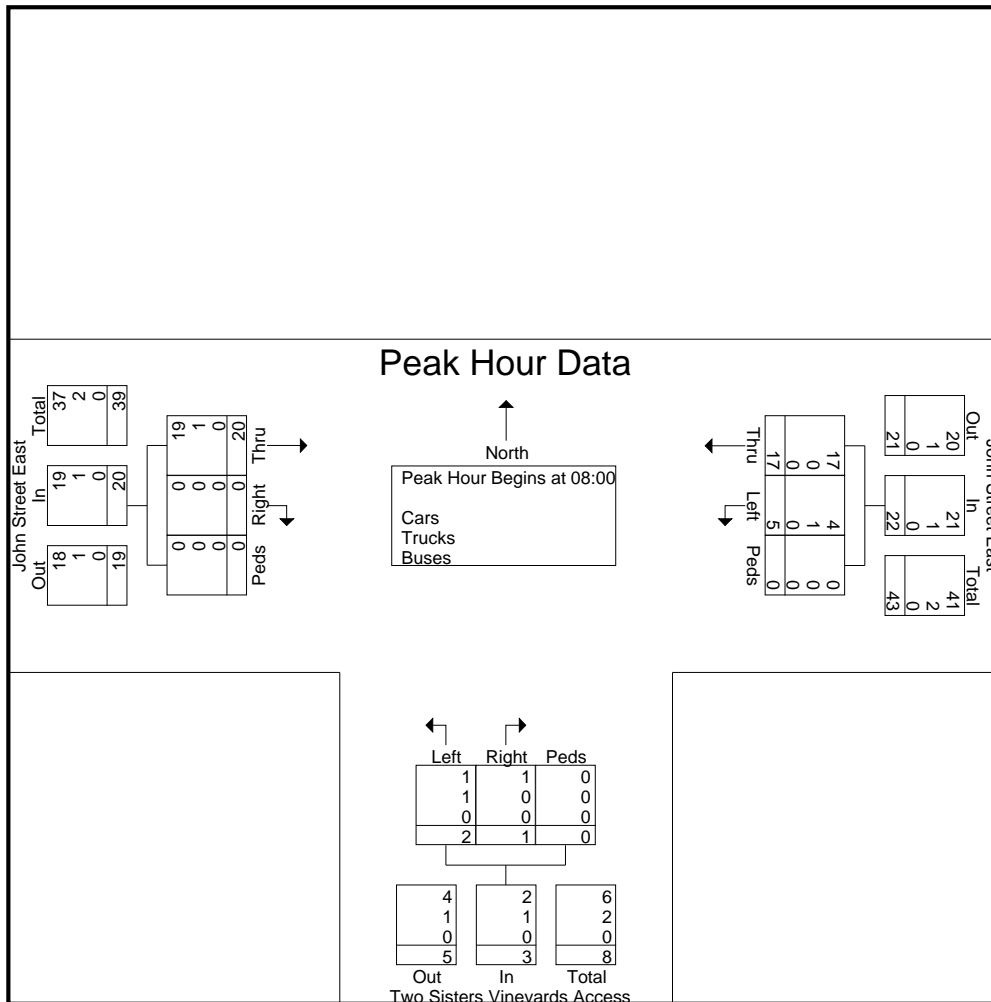 Peak Hour Data
North
Peak Hour Begins at 08:00
Cars
Trucks
Buses
John Street East
Total
37
2
0
39
In
19
1
0
20
Out
18
1
0
19
Thru
19
1
0
20
Right
0
0
0
0
Peds
0
0
0
0
John Street East
Out
20
1
0
21
In
21
1
0
22
Total
41
2
0
43
Thru
17
0
0
17
Left
4
1
0
5
Peds
0
0
0
0
Left Right Peds
1 1 0
1 0 0
0 0 0
2 1 0
4 2 6
1 1 2
0 0 0
5 3 8
Out In Total
Two Sisters Vineyards Access